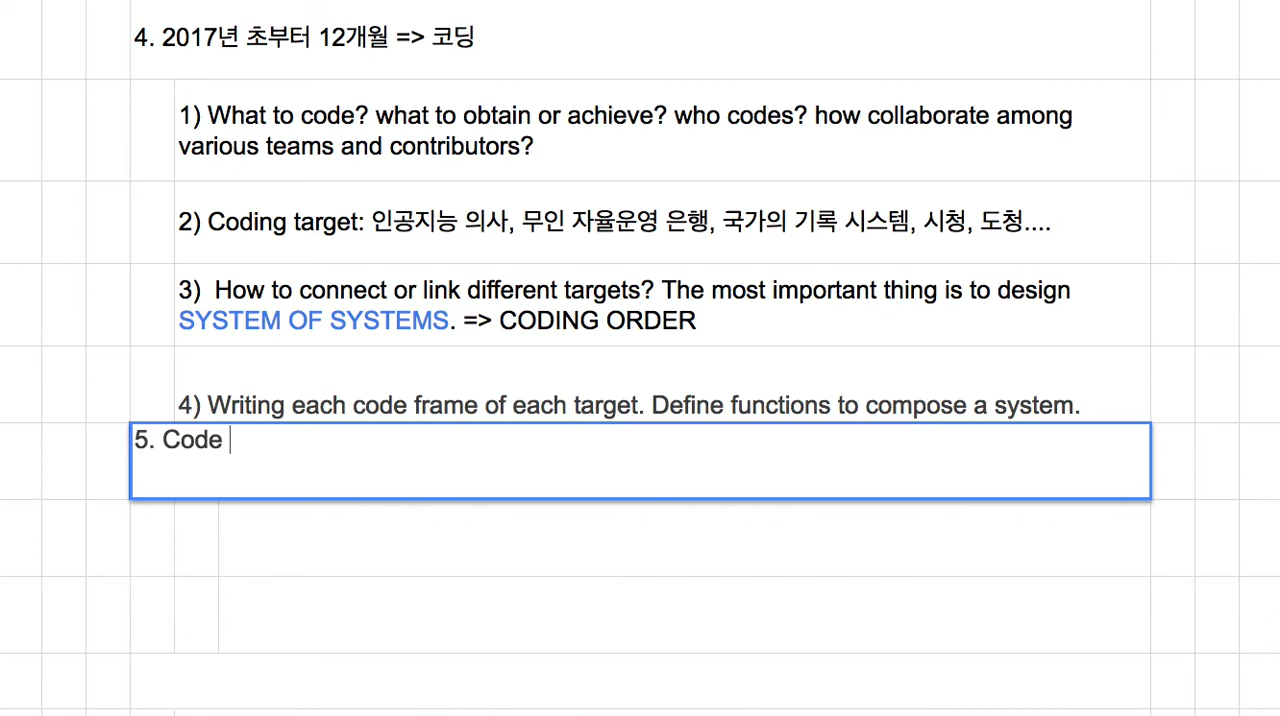 4. 2017년 초부터 12개월 => 코딩
1) What to code? what to obtain or achieve? who codes? how collaborate among
various teams and contributors?
2) Coding target: 인공지능 의사, 무인 자율운영 은행, 국가의 기록 시스템, 시청, 도청....
3)  How to connect or link different targets? The most important thing is to design
SYSTEM OF SYSTEMS. => CODING ORDER
4) Writing each code frame of each target. Define functions to compose a system.
5. Code